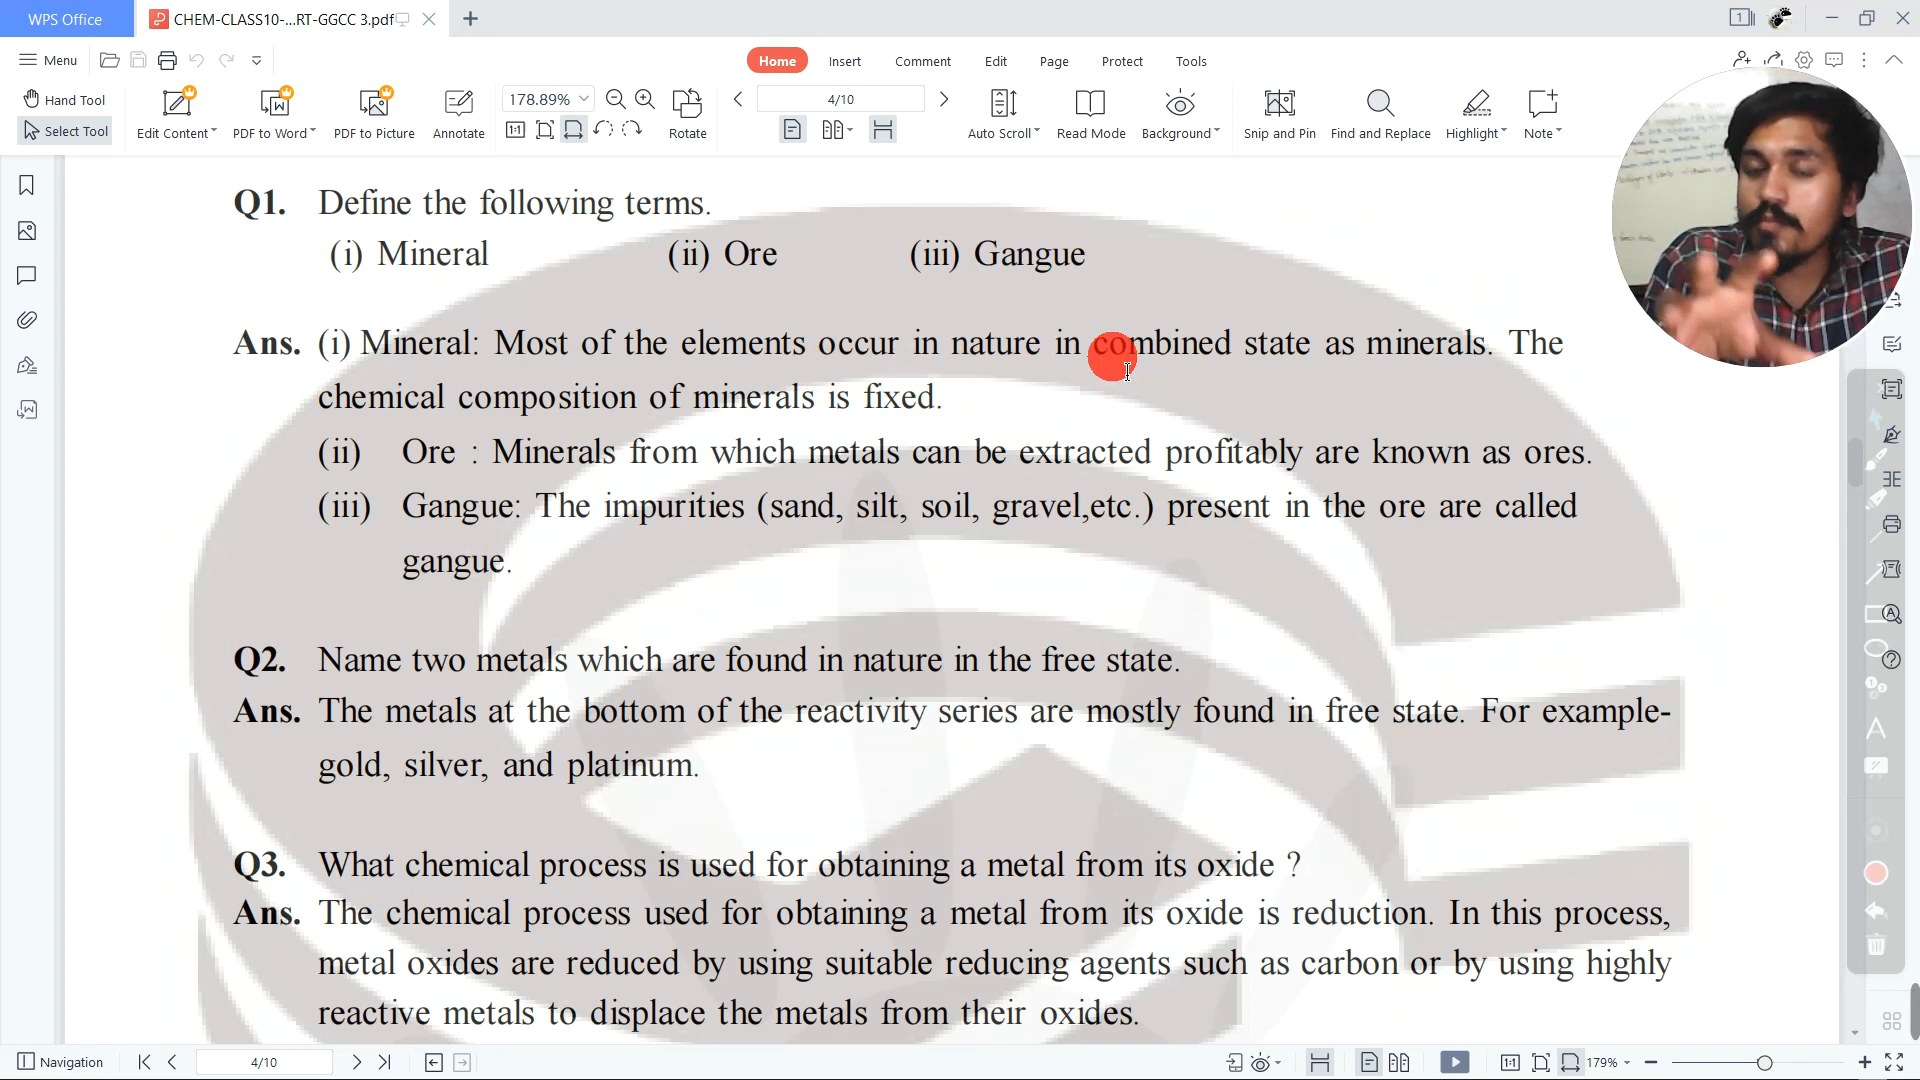 WPS Office
CHEM-CLASS10-...RT-GGCC 3.pdf
Menu
Home Insert Comment Edit Page Protect Tools
Hand Tool
Select Tool
Edit Content
PDF to Word
PDF to Picture
Annotate
178.89%
Rotate
4/10
Auto Scroll
Read Mode
Background
Snip and Pin
Find and Replace
Highlight
Note
Q1. Define the following terms.
(i) Mineral (ii) Ore (iii) Gangue
Ans. (i) Mineral: Most of the elements occur in nature in combined state as minerals. The
chemical composition of minerals is fixed.
(ii) Ore : Minerals from which metals can be extracted profitably are known as ores.
(iii) Gangue: The impurities (sand, silt, soil, gravel,etc.) present in the ore are called
gangue.
Q2. Name two metals which are found in nature in the free state.
Ans. The metals at the bottom of the reactivity series are mostly found in free state. For example-
gold, silver, and platinum.
Q3. What chemical process is used for obtaining a metal from its oxide ?
Ans. The chemical process used for obtaining a metal from its oxide is reduction. In this process,
metal oxides are reduced by using suitable reducing agents such as carbon or by using highly
reactive metals to displace the metals from their oxides.
Navigation
4/10
179%